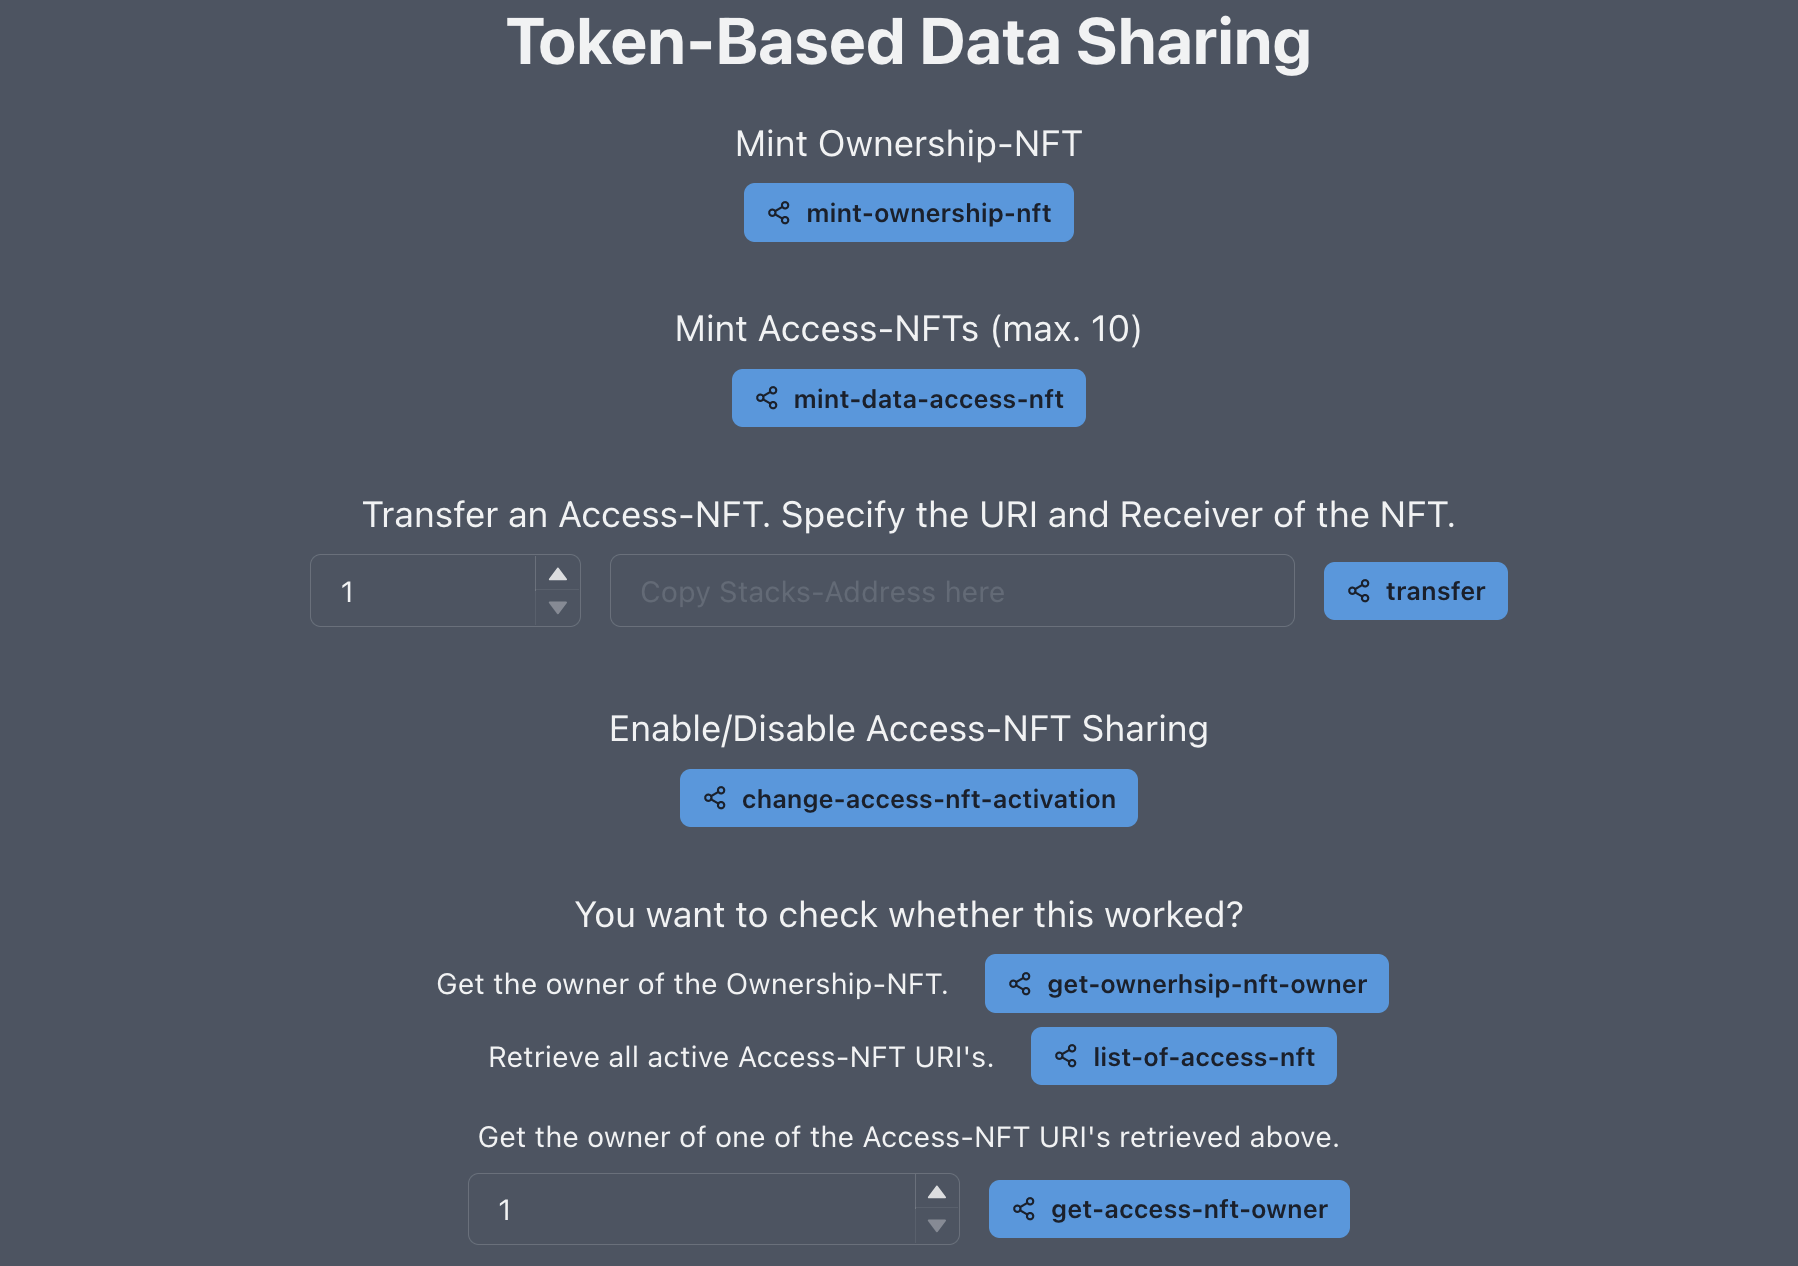 Token-Based Data Sharing
Mint Ownership-NFT
mint-ownership-nft
Mint Access-NFTs (max. 10)
mint-data-access-nft
Transfer an Access-NFT. Specify the URI and Receiver of the NFT.
1 Copy Stacks-Address here transfer
Enable/Disable Access-NFT Sharing
change-access-nft-activation
You want to check whether this worked?
Get the owner of the Ownership-NFT. get-ownerhsip-nft-owner
Retrieve all active Access-NFT URI's. list-of-access-nft
Get the owner of one of the Access-NFT URI's retrieved above.
1 get-access-nft-owner